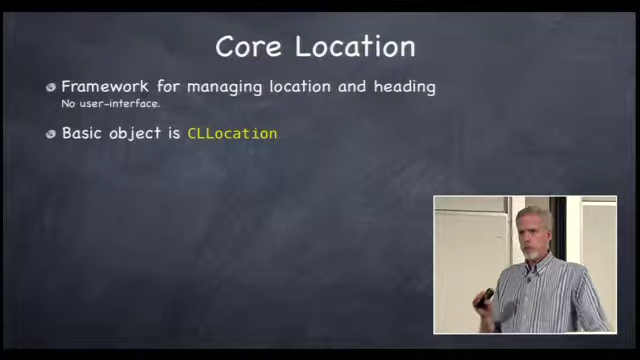 Core Location
Framework for managing location and heading
No user-interface.
Basic object is CLLocation